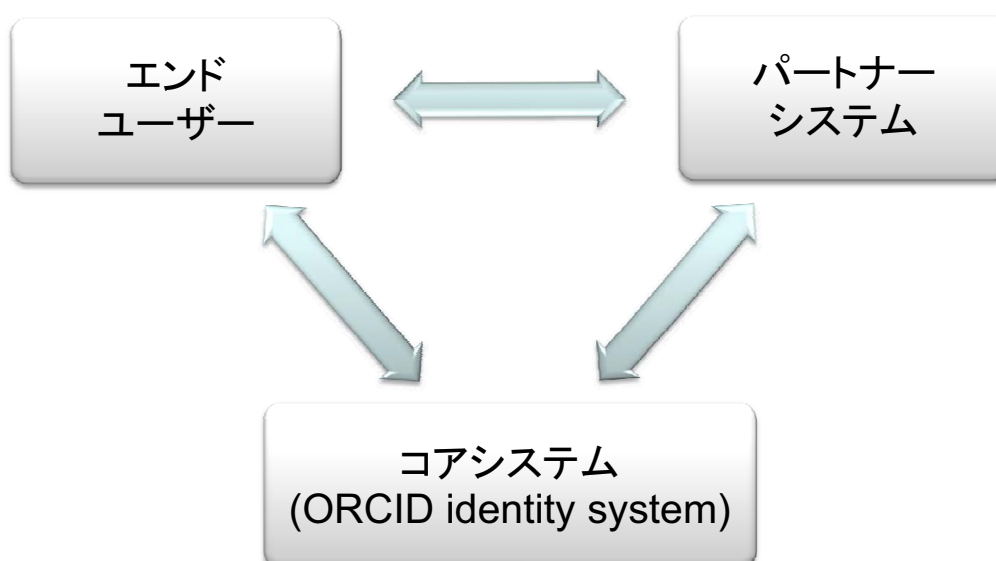 エンド
ユーザー
パートナー
システム
コアシステム
(ORCID identity system)